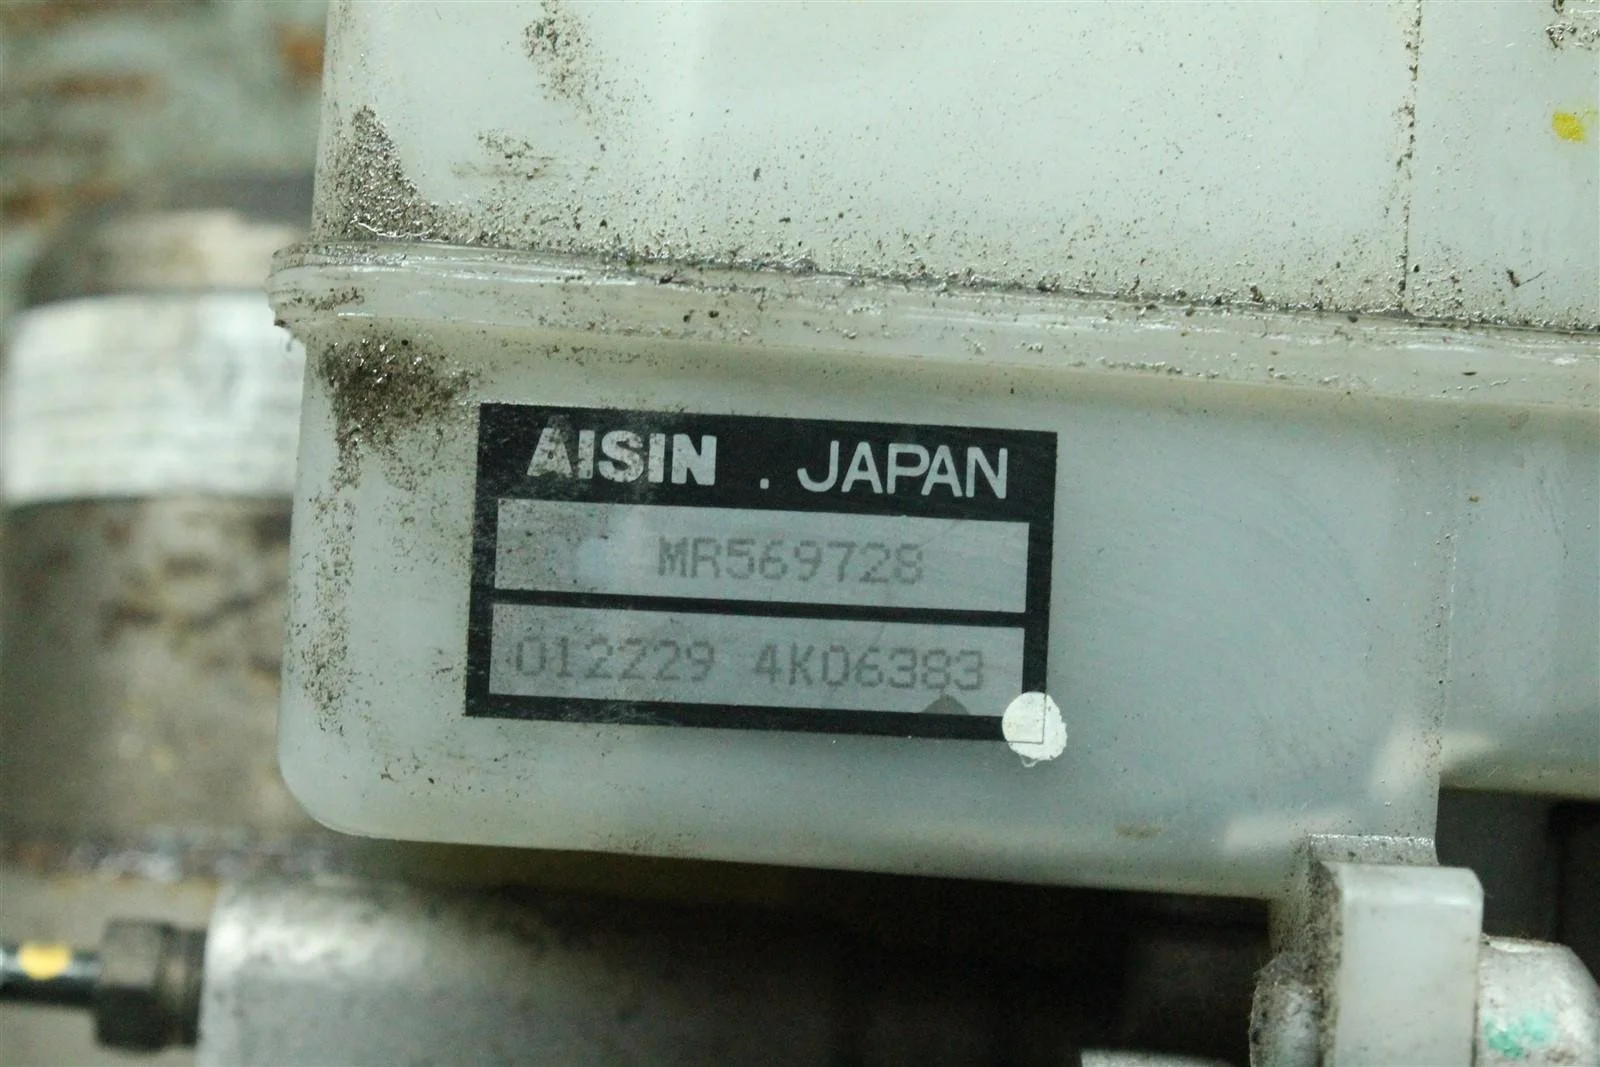 AISIN . JAPAN
MR569728
012229 4K06383